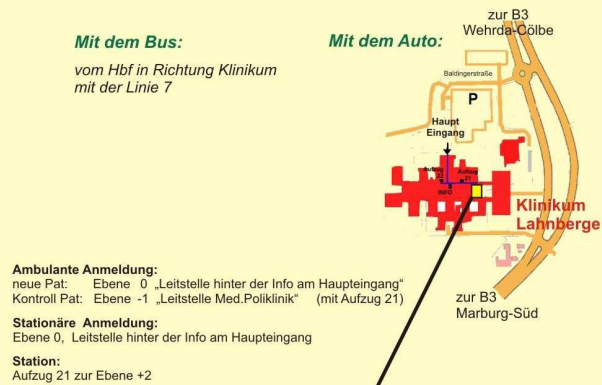 zur B3
Wehrda-Cölbe
Mit dem Bus:
Mit dem Auto:
vom Hbf in Richtung Klinikum
mit der Linie 7
Baldingerstraße
P
Haupt
Eingang
Aufzug
22
Aufzug
21
INFO
Klinikum
Lahnberge
Ambulante Anmeldung:
neue Pat: Ebene 0 „Leitstelle hinter der Info am Haupteingang"
Kontroll Pat: Ebene -1 „Leitstelle Med.Poliklinik" (mit Aufzug 21)
zur B3
Marburg-Süd
Stationäre Anmeldung:
Ebene 0, Leitstelle hinter der Info am Haupteingang
Station:
Aufzug 21 zur Ebene +2